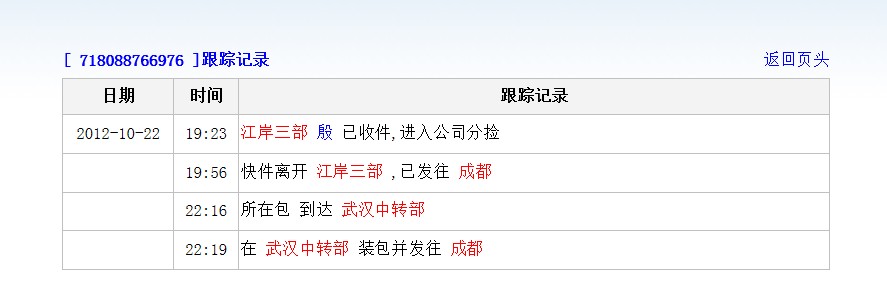 [ 718088766976 ]跟踪记录 返回页头
日期 时间 跟踪记录
2012-10-22 19:23 江岸三部 殷 已收件,进入公司分捡
19:56 快件离开 江岸三部 ,已发往 成都
22:16 所在包 到达 武汉中转部
22:19 在 武汉中转部 装包并发往 成都